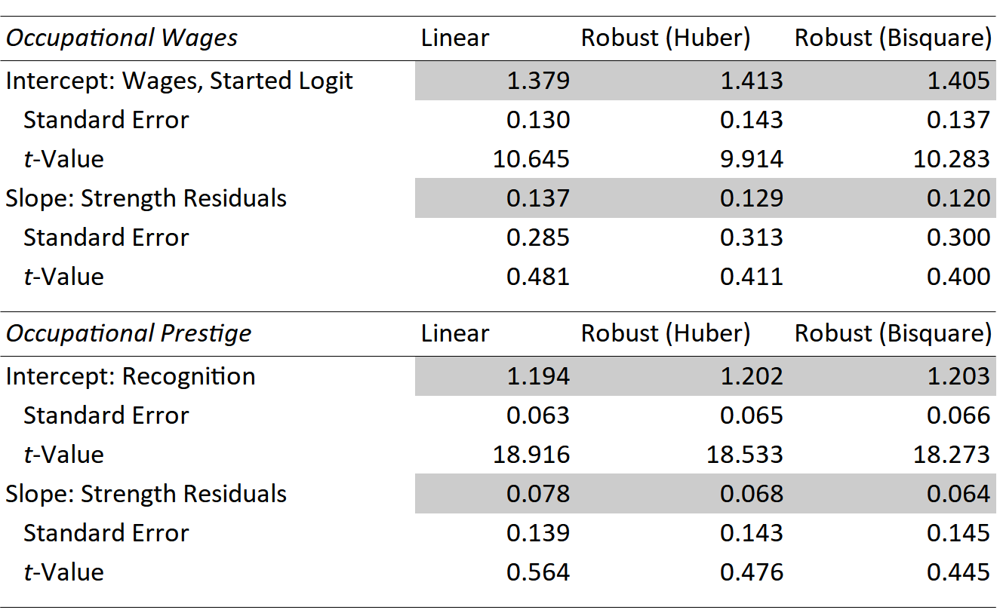 Occupational Wages Linear Robust (Huber) Robust (Bisquare)
Intercept: Wages, Started Logit 1.379 1.413 1.405
Standard Error 0.130 0.143 0.137
t-Value 10.645 9.914 10.283
Slope: Strength Residuals 0.137 0.129 0.120
Standard Error 0.285 0.313 0.300
t-Value 0.481 0.411 0.400
Occupational Prestige Linear Robust (Huber) Robust (Bisquare)
Intercept: Recognition 1.194 1.202 1.203
Standard Error 0.063 0.065 0.066
t-Value 18.916 18.533 18.273
Slope: Strength Residuals 0.078 0.068 0.064
Standard Error 0.139 0.143 0.145
t-Value 0.564 0.476 0.445